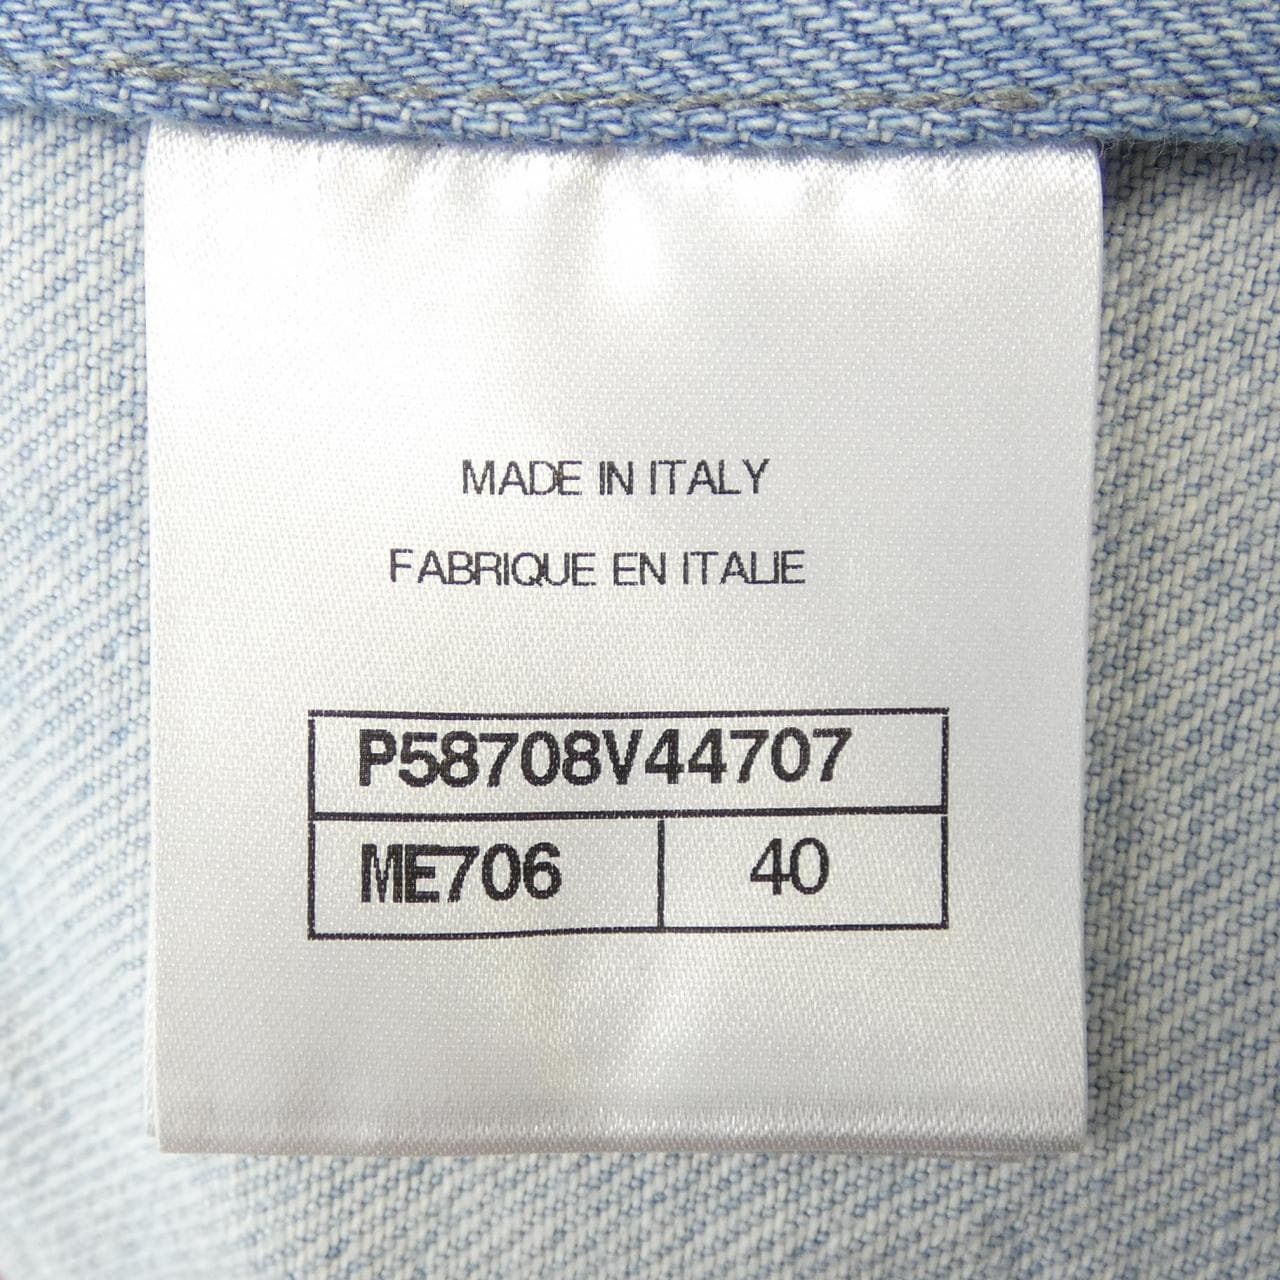 MADE IN ITALY
FABRIQUE EN ITALIE
P58708V44707
ME706 40